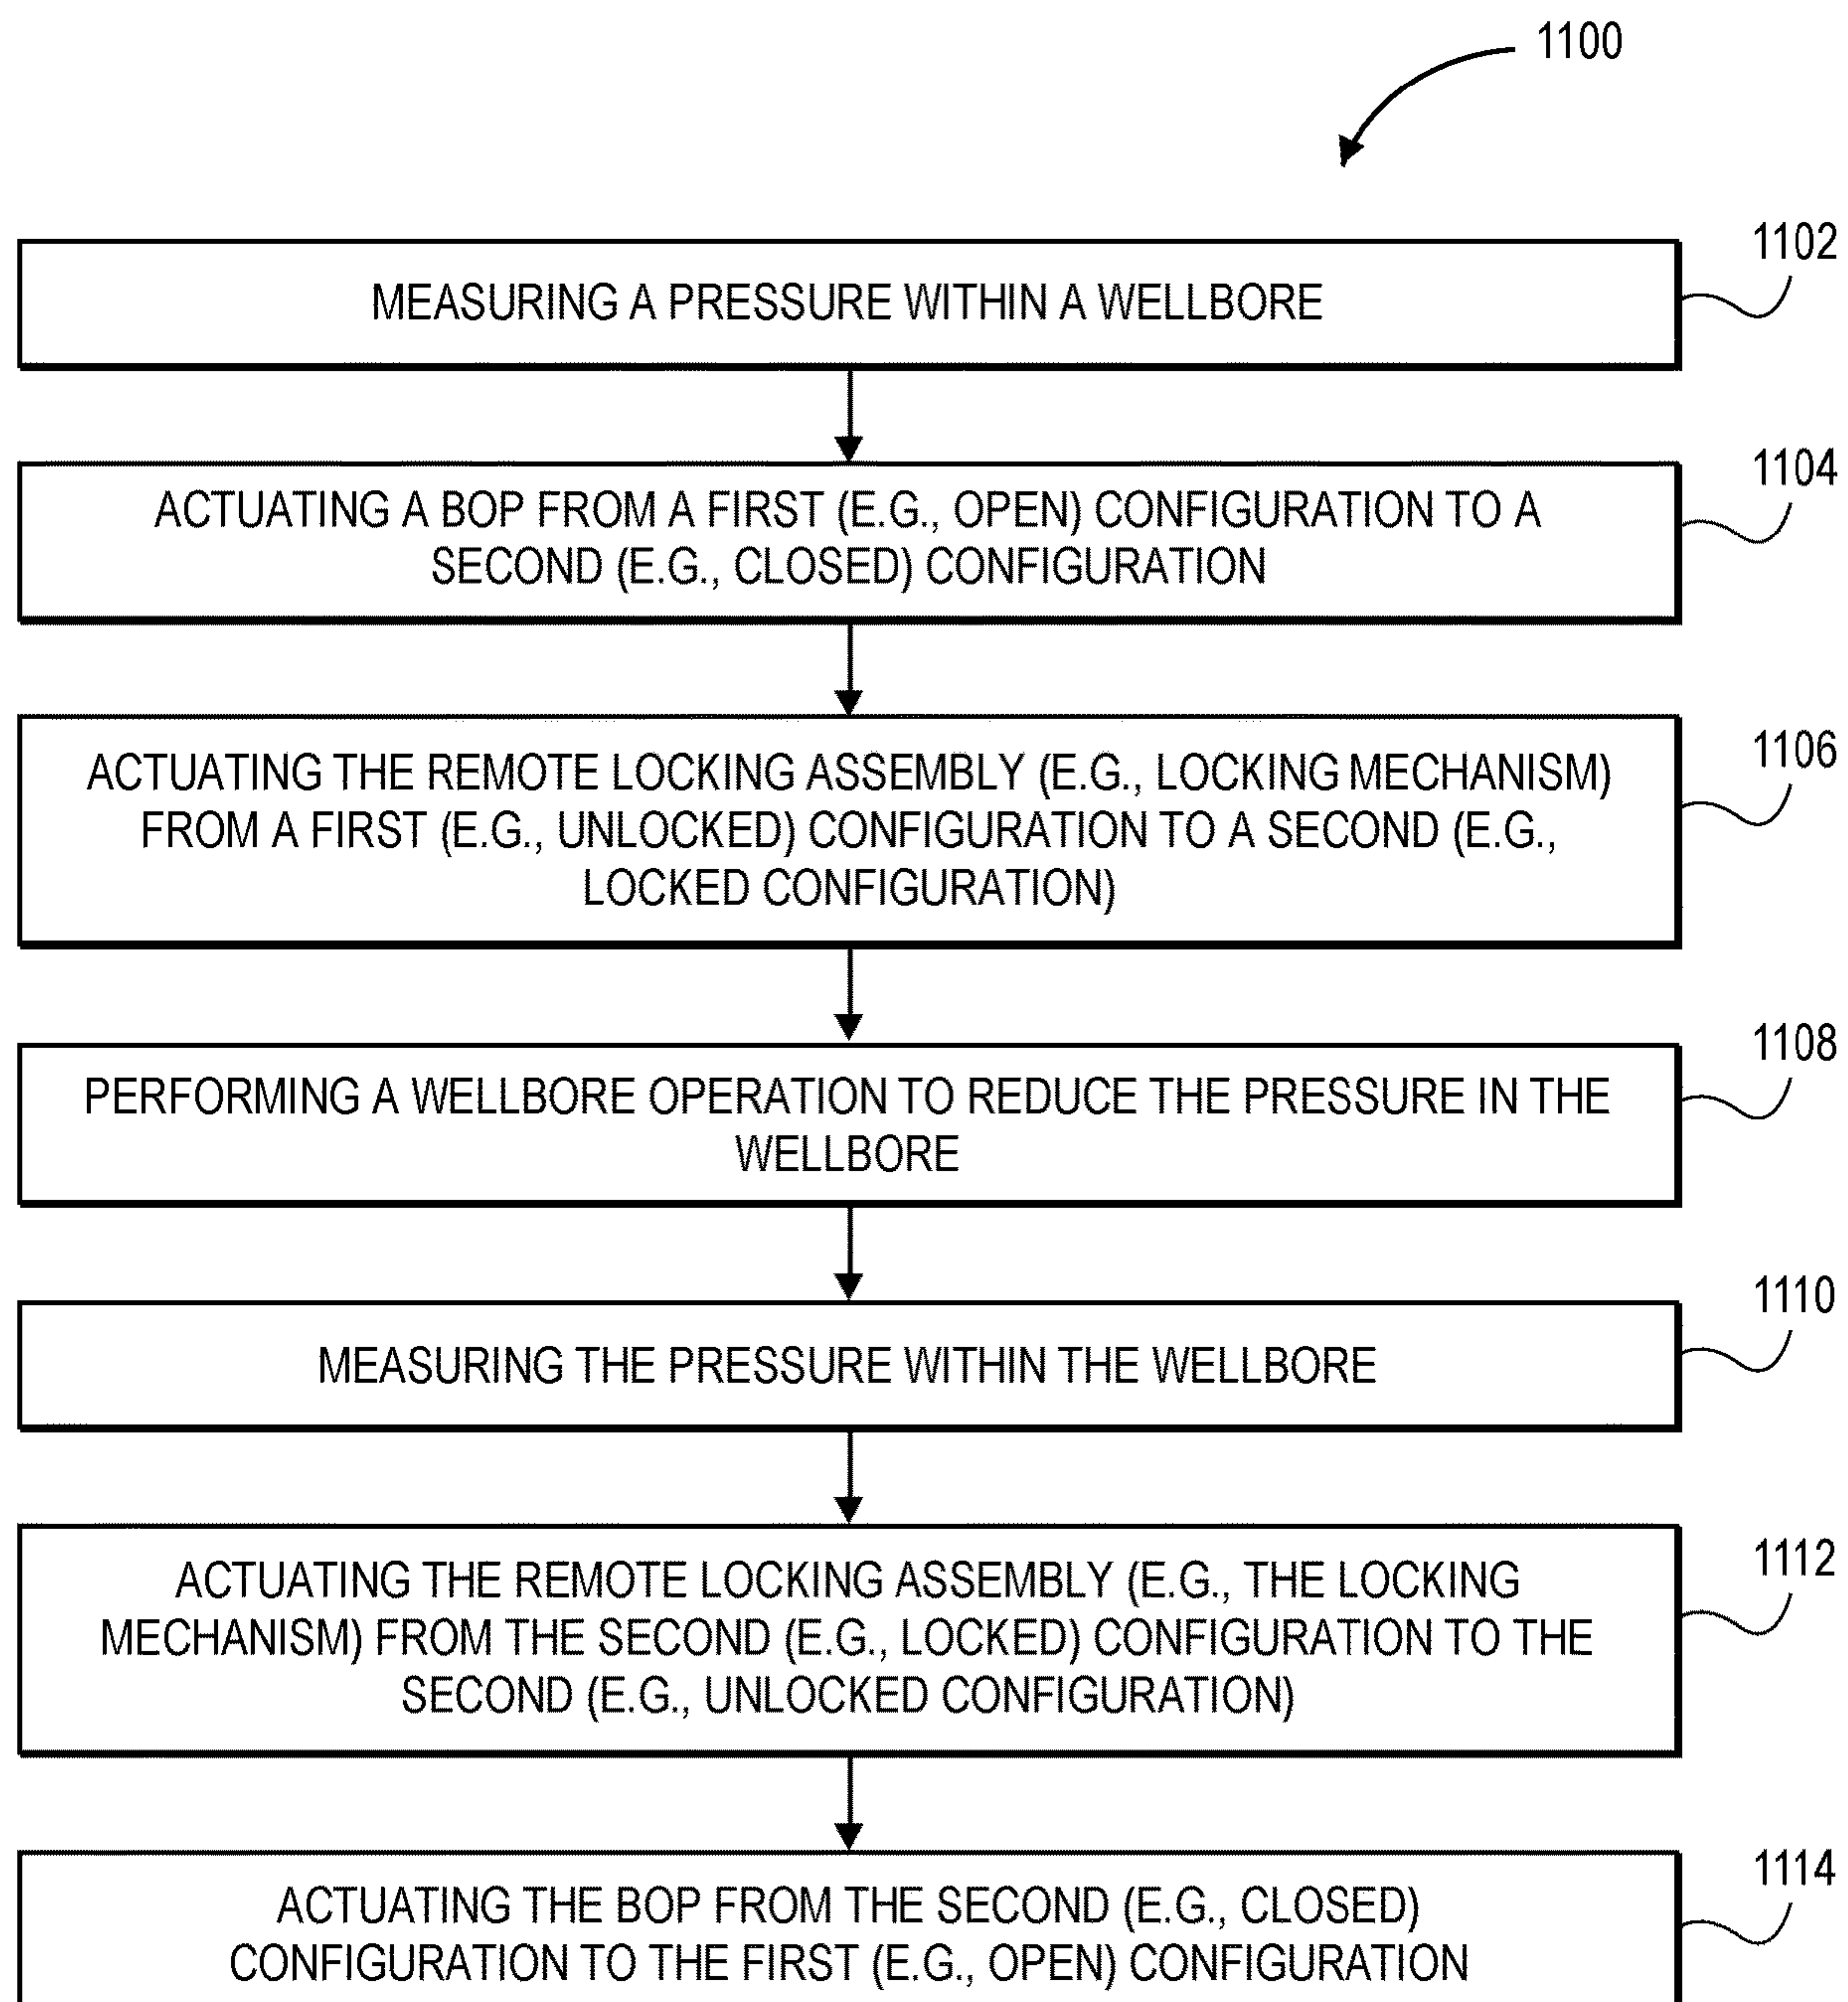 1100
1102
MEASURING A PRESSURE WITHIN A WELLBORE
1104
ACTUATING A BOP FROM A FIRST (E.G., OPEN) CONFIGURATION TO A
SECOND (E.G., CLOSED) CONFIGURATION
1106
ACTUATING THE REMOTE LOCKING ASSEMBLY (E.G., LOCKING MECHANISM)
FROM A FIRST (E.G., UNLOCKED) CONFIGURATION TO A SECOND (E.G.,
LOCKED CONFIGURATION)
1108
PERFORMING A WELLBORE OPERATION TO REDUCE THE PRESSURE IN THE
WELLBORE
1110
MEASURING THE PRESSURE WITHIN THE WELLBORE
1112
ACTUATING THE REMOTE LOCKING ASSEMBLY (E.G., THE LOCKING
MECHANISM) FROM THE SECOND (E.G., LOCKED) CONFIGURATION TO THE
SECOND (E.G., UNLOCKED CONFIGURATION)
1114
ACTUATING THE BOP FROM THE SECOND (E.G., CLOSED)
CONFIGURATION TO THE FIRST (E.G., OPEN) CONFIGURATION